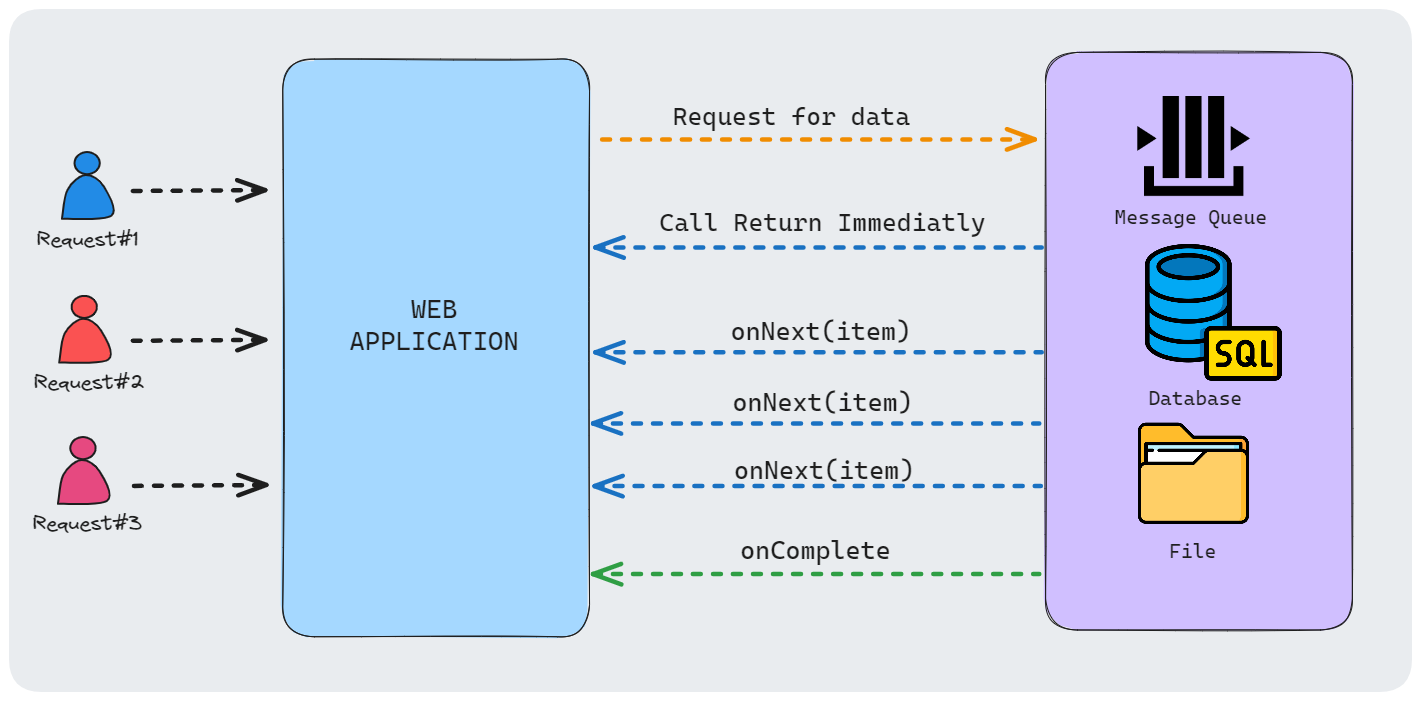 Request#1
Request#2
Request#3
WEB
APPLICATION
Request for data
Call Return Immediatly
onNext(item)
onNext(item)
onNext(item)
onComplete
Message Queue
SQL
Database
File